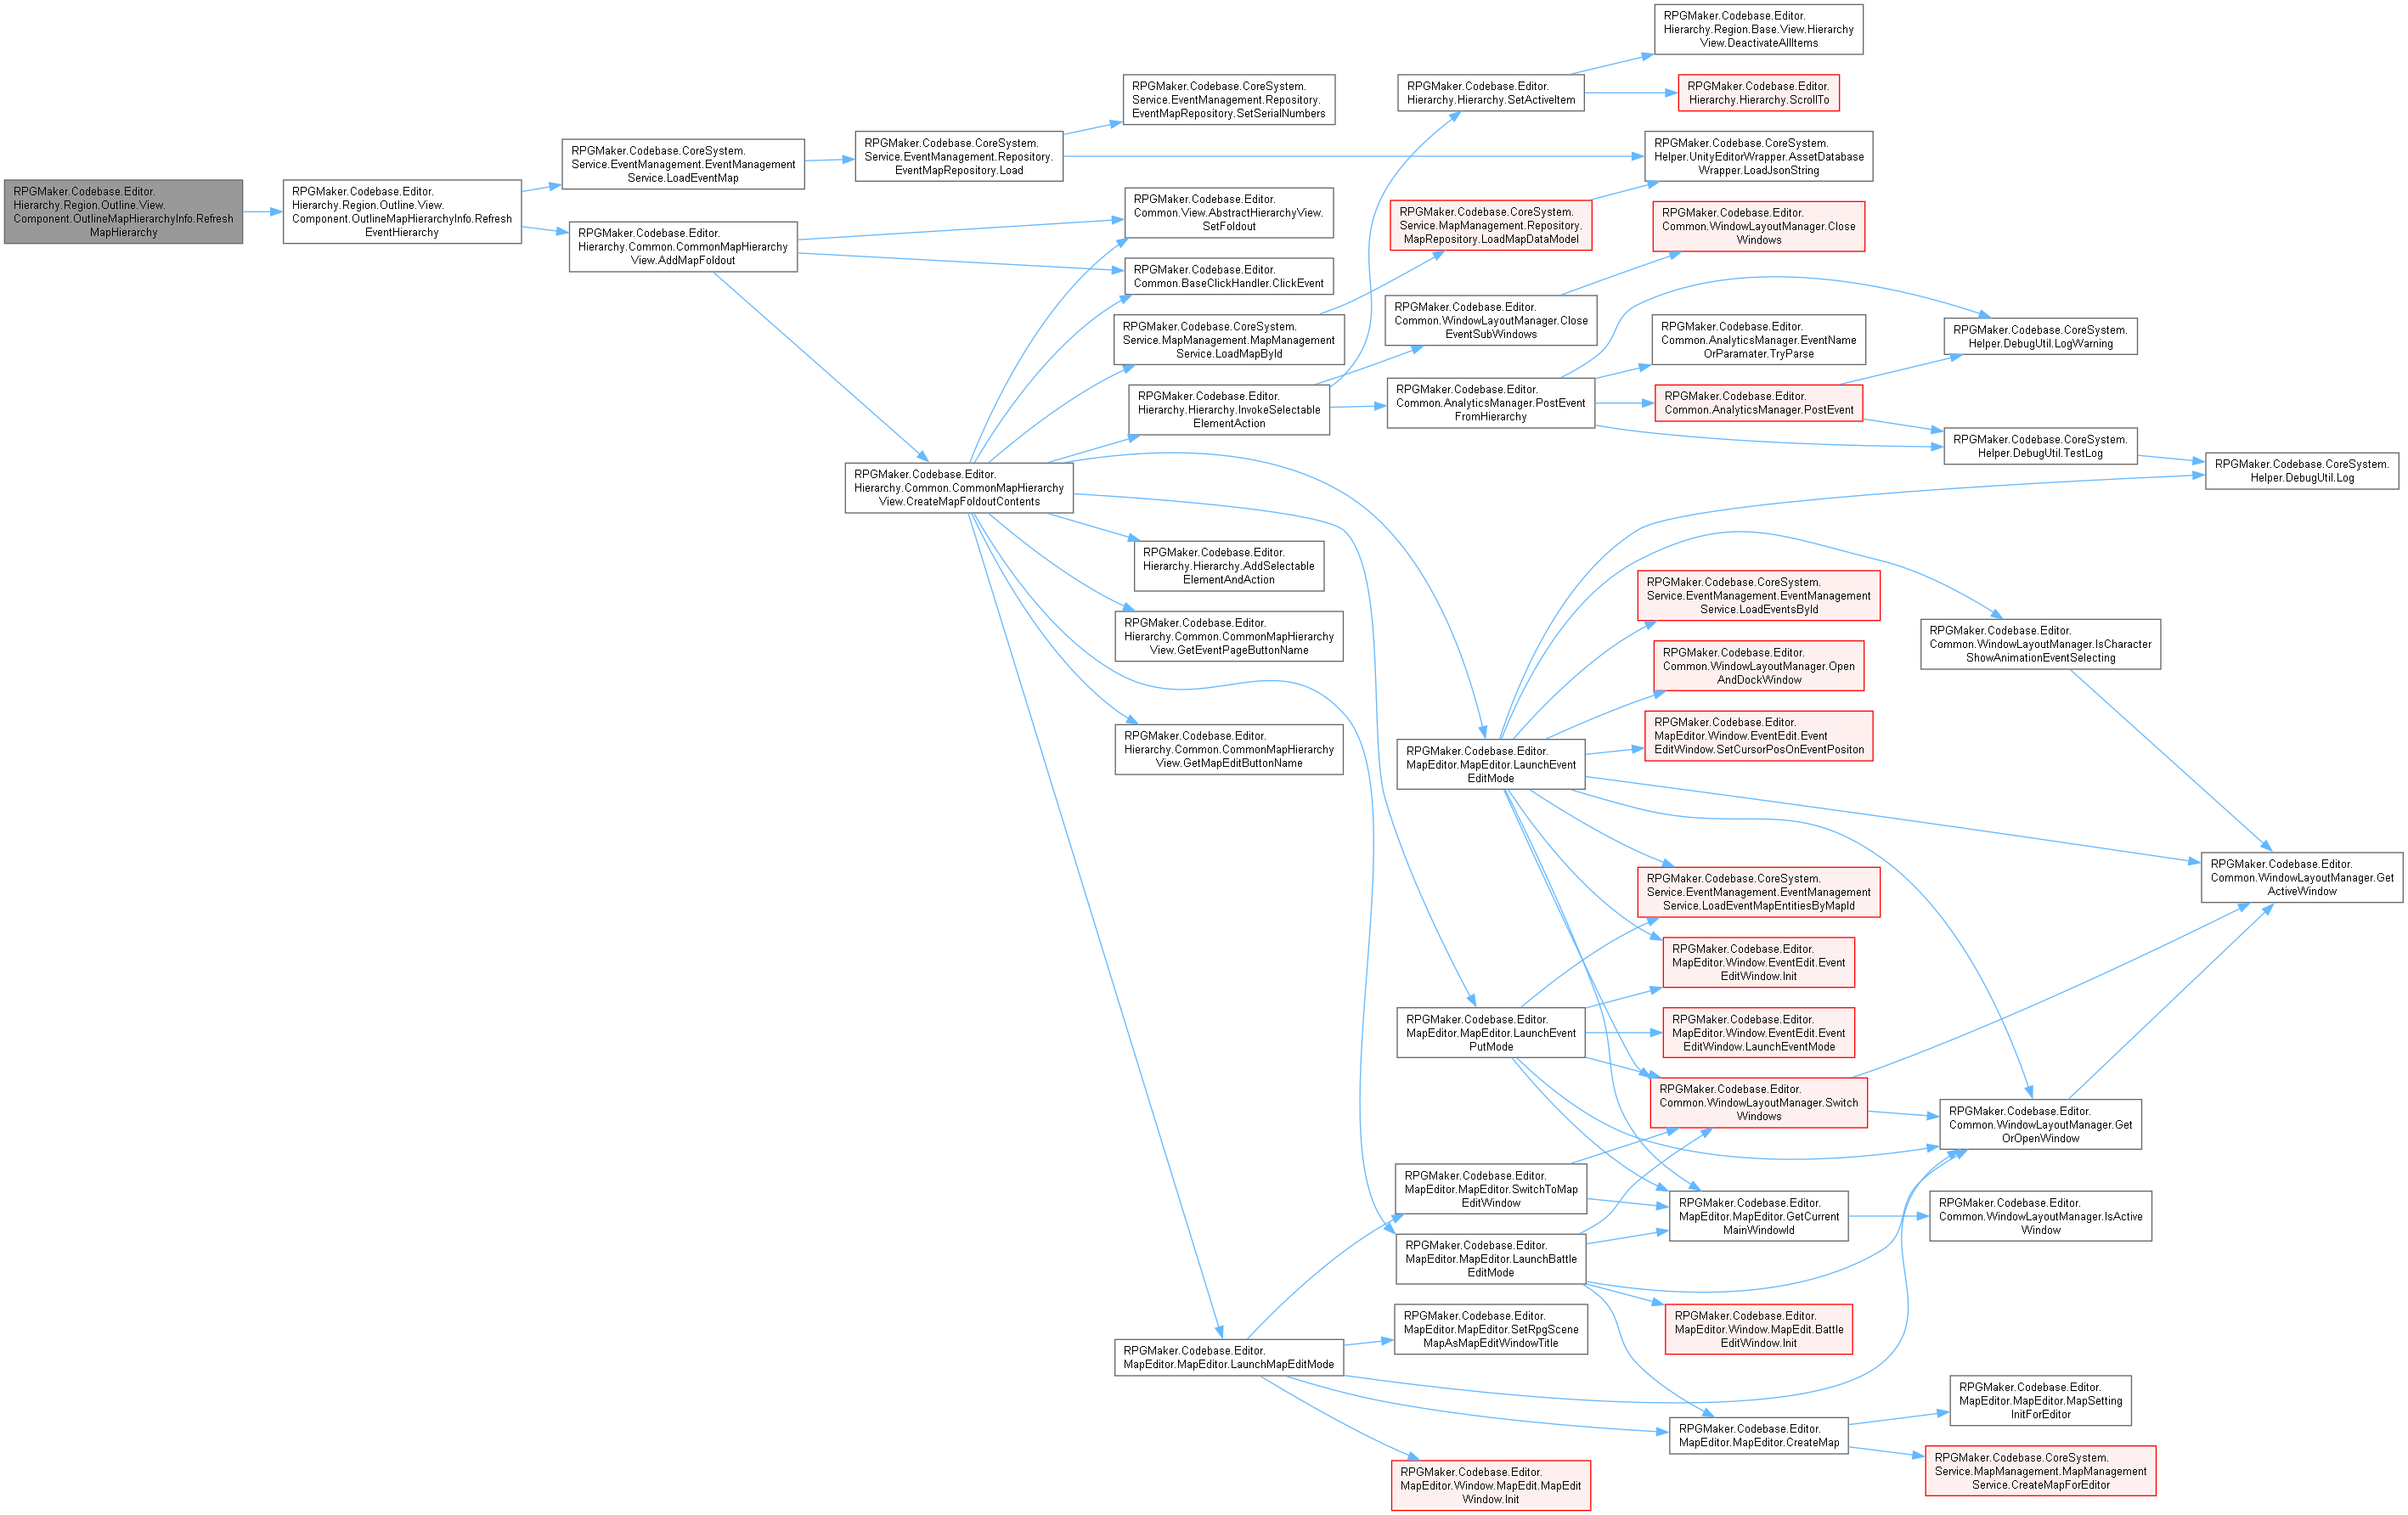 RPGMaker.Codebase.Editor.
Hierarchy.Region.Outline.View.
Component.OutlineMapHierarchyInfo.Refresh
MapHierarchy
RPGMaker.Codebase.Editor.
Hierarchy.Region.Outline.View.
Component.OutlineMapHierarchyInfo.Refresh
EventHierarchy
RPGMaker.Codebase.CoreSystem.
Service.EventManagement.EventManagement
Service.LoadEventMap
RPGMaker.Codebase.Editor.
Hierarchy.Common.CommonMapHierarchy
View.AddMapFoldout
RPGMaker.Codebase.CoreSystem.
Service.EventManagement.Repository.
EventMapRepository.Load
RPGMaker.Codebase.Editor.
Hierarchy.Common.CommonMapHierarchy
View.CreateMapFoldoutContents
RPGMaker.Codebase.CoreSystem.
Service.EventManagement.Repository.
EventMapRepository.SetSerialNumbers
RPGMaker.Codebase.Editor.
Common.View.AbstractHierarchyView.
SetFoldout
RPGMaker.Codebase.Editor.
Common.BaseClickHandler.ClickEvent
RPGMaker.Codebase.CoreSystem.
Service.MapManagement.MapManagement
Service.LoadMapById
RPGMaker.Codebase.Editor.
Hierarchy.Hierarchy.InvokeSelectable
ElementAction
RPGMaker.Codebase.Editor.
Hierarchy.Hierarchy.AddSelectable
ElementAndAction
RPGMaker.Codebase.Editor.
Hierarchy.Common.CommonMapHierarchy
View.GetEventPageButtonName
RPGMaker.Codebase.Editor.
Hierarchy.Common.CommonMapHierarchy
View.GetMapEditButtonName
RPGMaker.Codebase.Editor.
MapEditor.MapEditor.LaunchMapEditMode
RPGMaker.Codebase.Editor.
Hierarchy.Hierarchy.SetActiveItem
RPGMaker.Codebase.CoreSystem.
Service.MapManagement.Repository.
MapRepository.LoadMapDataModel
RPGMaker.Codebase.Editor.
Common.WindowLayoutManager.Close
EventSubWindows
RPGMaker.Codebase.Editor.
Common.AnalyticsManager.PostEvent
FromHierarchy
RPGMaker.Codebase.Editor.
MapEditor.MapEditor.LaunchEvent
EditMode
RPGMaker.Codebase.Editor.
MapEditor.MapEditor.LaunchEvent
PutMode
RPGMaker.Codebase.Editor.
MapEditor.MapEditor.SwitchToMap
EditWindow
RPGMaker.Codebase.Editor.
MapEditor.MapEditor.LaunchBattle
EditMode
RPGMaker.Codebase.Editor.
MapEditor.MapEditor.SetRpgScene
MapAsMapEditWindowTitle
RPGMaker.Codebase.Editor.
MapEditor.Window.MapEdit.MapEdit
Window.Init
RPGMaker.Codebase.Editor.
Hierarchy.Region.Base.View.Hierarchy
View.DeactivateAllItems
RPGMaker.Codebase.Editor.
Hierarchy.Hierarchy.ScrollTo
RPGMaker.Codebase.CoreSystem.
Helper.UnityEditorWrapper.AssetDatabase
Wrapper.LoadJsonString
RPGMaker.Codebase.Editor.
Common.WindowLayoutManager.Close
Windows
RPGMaker.Codebase.Editor.
Common.AnalyticsManager.EventName
OrParamater.TryParse
RPGMaker.Codebase.Editor.
Common.AnalyticsManager.PostEvent
RPGMaker.Codebase.CoreSystem.
Service.EventManagement.EventManagement
Service.LoadEventsById
RPGMaker.Codebase.Editor.
Common.WindowLayoutManager.Open
AndDockWindow
RPGMaker.Codebase.Editor.
MapEditor.Window.EventEdit.Event
EditWindow.SetCursorPosOnEventPositon
RPGMaker.Codebase.CoreSystem.
Service.EventManagement.EventManagement
Service.LoadEventMapEntitiesByMapId
RPGMaker.Codebase.Editor.
MapEditor.Window.EventEdit.Event
EditWindow.Init
RPGMaker.Codebase.Editor.
MapEditor.Window.EventEdit.Event
EditWindow.LaunchEventMode
RPGMaker.Codebase.Editor.
Common.WindowLayoutManager.Switch
Windows
RPGMaker.Codebase.Editor.
MapEditor.MapEditor.GetCurrent
MainWindowId
RPGMaker.Codebase.Editor.
MapEditor.Window.MapEdit.Battle
EditWindow.Init
RPGMaker.Codebase.Editor.
MapEditor.MapEditor.CreateMap
RPGMaker.Codebase.CoreSystem.
Helper.DebugUtil.LogWarning
RPGMaker.Codebase.CoreSystem.
Helper.DebugUtil.TestLog
RPGMaker.Codebase.Editor.
Common.WindowLayoutManager.IsCharacter
ShowAnimationEventSelecting
RPGMaker.Codebase.Editor.
Common.WindowLayoutManager.Get
OrOpenWindow
RPGMaker.Codebase.Editor.
Common.WindowLayoutManager.IsActive
Window
RPGMaker.Codebase.Editor.
MapEditor.MapEditor.MapSetting
InitForEditor
RPGMaker.Codebase.CoreSystem.
Service.MapManagement.MapManagement
Service.CreateMapForEditor
RPGMaker.Codebase.CoreSystem.
Helper.DebugUtil.Log
RPGMaker.Codebase.Editor.
Common.WindowLayoutManager.Get
ActiveWindow